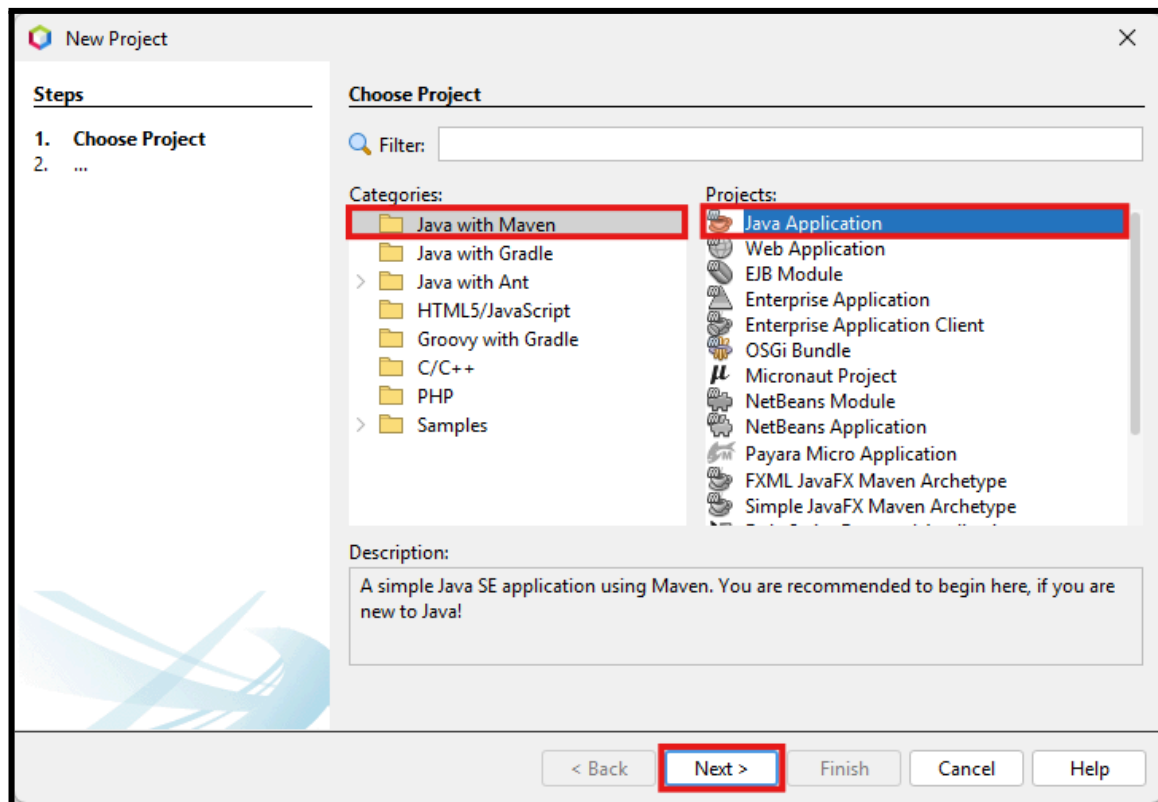 New Project
Steps
1. Choose Project
2. ...
Choose Project
Filter:
Categories:
Java with Maven
Java with Gradle
Java with Ant
HTML5/JavaScript
Groovy with Gradle
C/C++
PHP
Samples
Projects:
Java Application
Web Application
EJB Module
Enterprise Application
Enterprise Application Client
OSGi Bundle
Micronaut Project
NetBeans Module
NetBeans Application
Payara Micro Application
FXML JavaFX Maven Archetype
Simple JavaFX Maven Archetype
Description:
A simple Java SE application using Maven. You are recommended to begin here, if you are
new to Java!
< Back
Next >
Finish
Cancel
Help